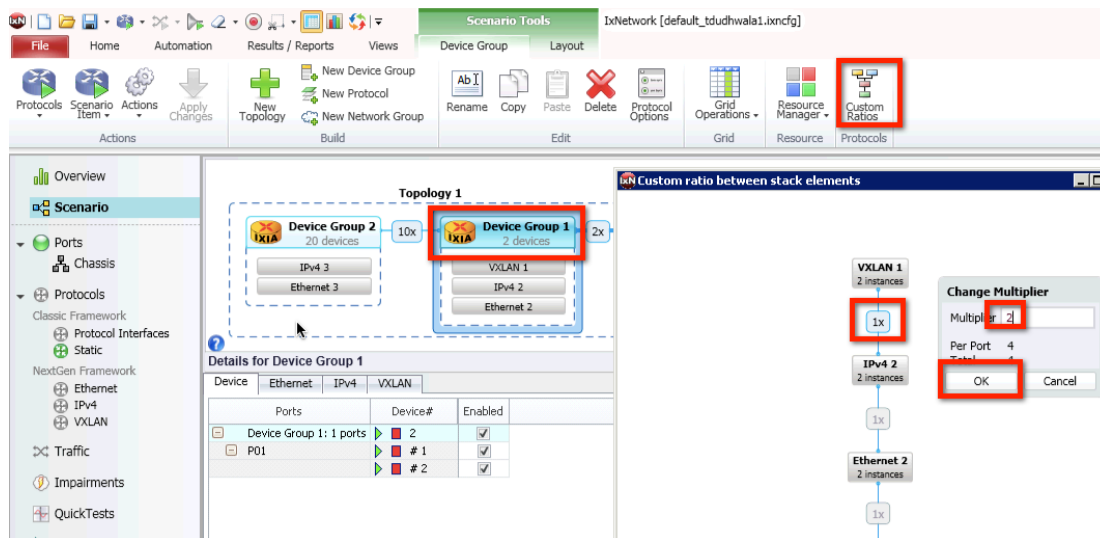 Scenario Tools
IxNetwork [default_tdudhwala1.ixncfg]
File
Home
Automation
Results / Reports
Views
Device Group
Layout
Protocols
Scenario Item
Actions
Apply Changes
Actions
New Topology
New Device Group
New Protocol
New Network Group
Build
Rename
Copy
Paste
Delete
Protocol Options
Edit
Grid Operations
Grid
Resource Manager
Resource
Custom Ratios
Protocols
Overview
Scenario
Ports
Chassis
Protocols
Classic Framework
Protocol Interfaces
Static
NextGen Framework
Ethernet
IPv4
VXLAN
Traffic
Impairments
QuickTests
Topology 1
IXIA
Device Group 2
20 devices
IPv4 3
Ethernet 3
10x
IXIA
Device Group 1
2 devices
VXLAN 1
IPv4 2
Ethernet 2
2x
Details for Device Group 1
Device
Ethernet
IPv4
VXLAN
Ports
Device#
Enabled
Device Group 1: 1 ports
2
P01
# 1
# 2
IxN
Custom ratio between stack elements
VXLAN 1
2 instances
1x
IPv4 2
2 instances
1x
Ethernet 2
2 instances
1x
Change Multiplier
Multiplier 2
Per Port 4
OK
Cancel